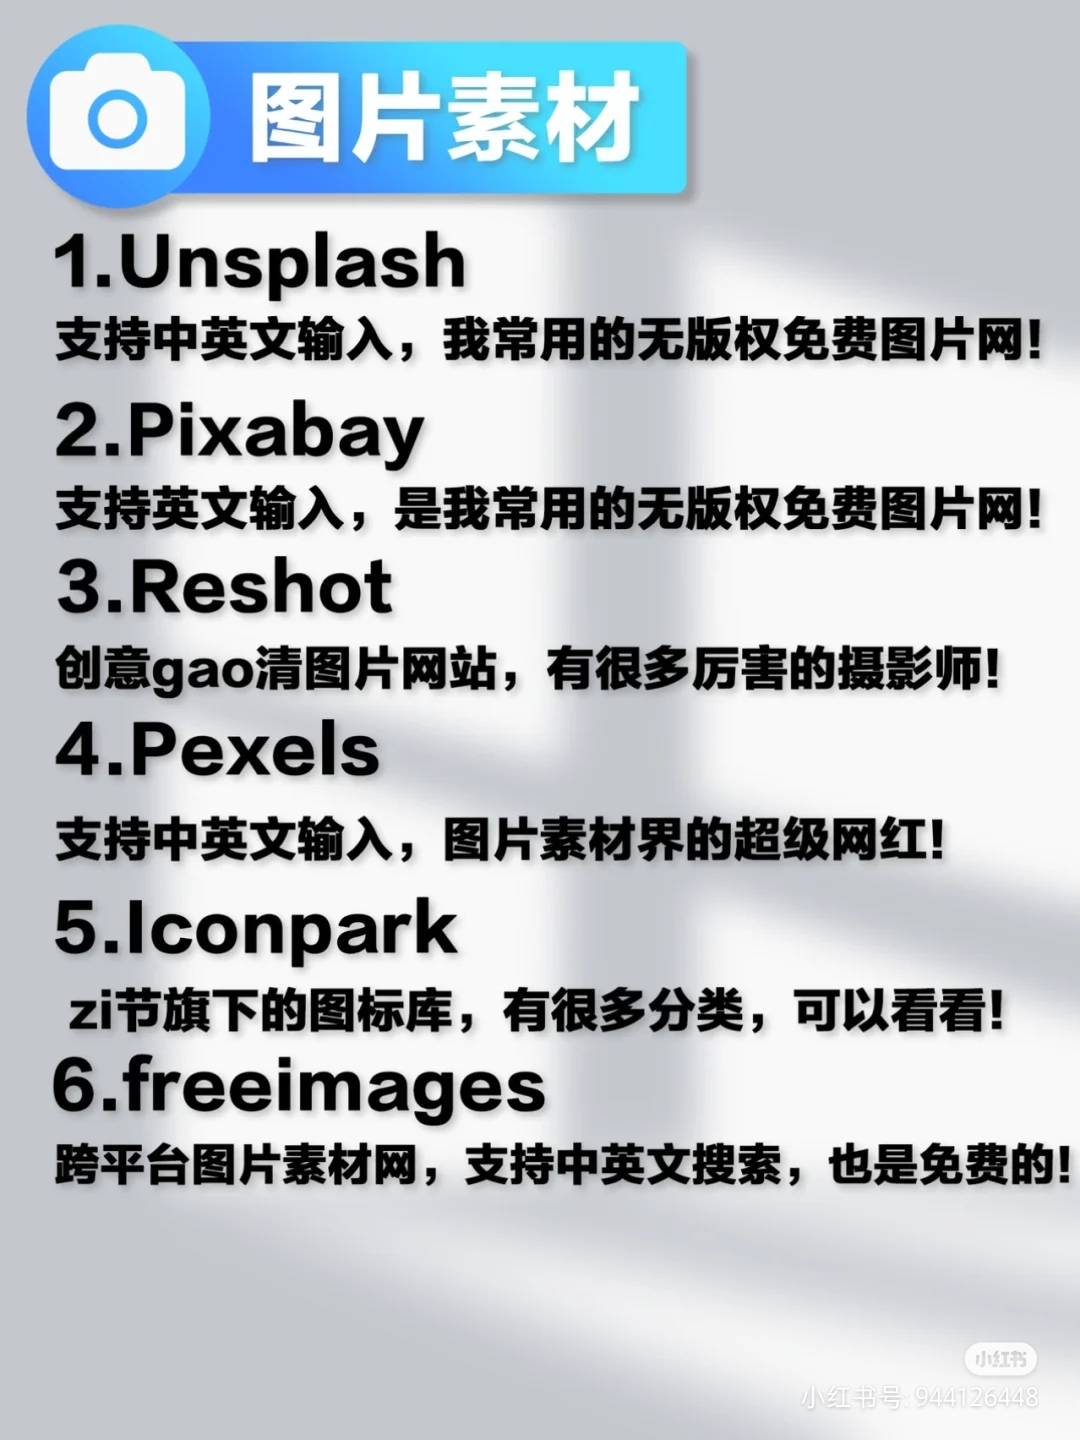 图片素材
1.Unsplash
支持中英文输入，我常用的无版权免费图片网！
2.Pixabay
支持英文输入，是我常用的无版权免费图片网！
3.Reshot
创意gao清图片网站，有很多厉害的摄影师！
4.Pexels
支持中英文输入，图片素材界的超级网红！
5.Iconpark
zi节旗下的图标库，有很多分类，可以看看！
6.freeimages
跨平台图片素材网，支持中英文搜索，也是免费的！
小红书
小红书号: 944126448